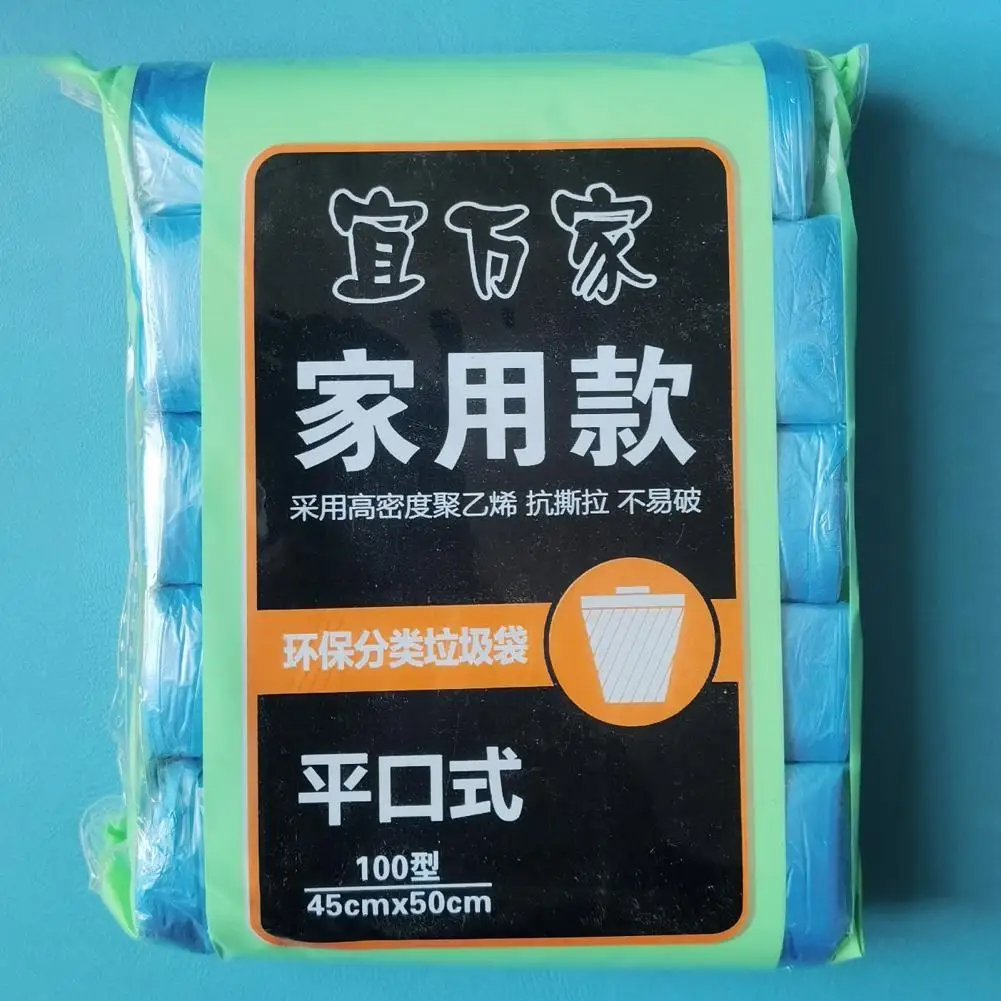 宜万家
家用款
采用高密度聚乙烯 抗撕拉 不易破
环保分类垃圾袋
平口式
100型
45cmx50cm